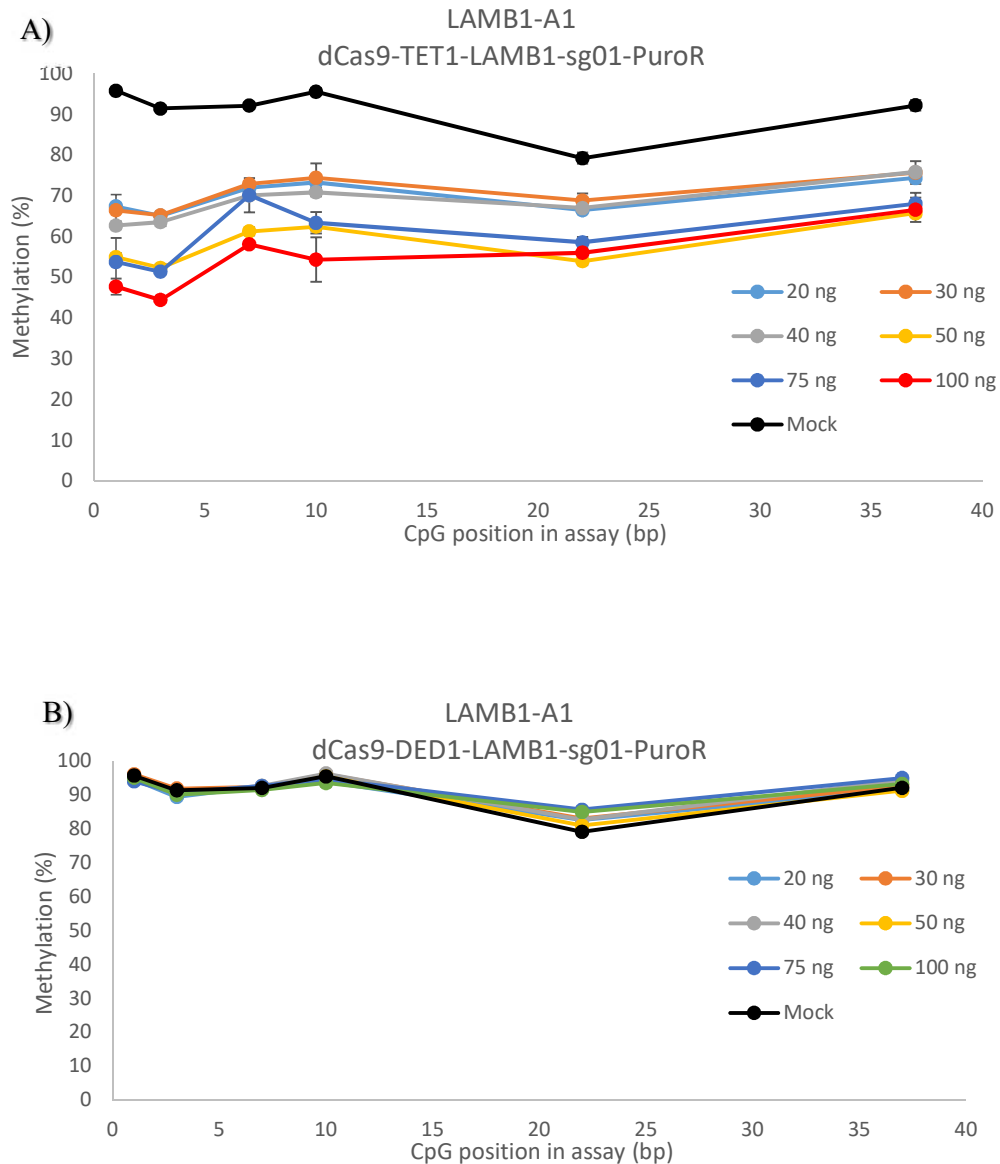 A)
LAMB1-A1
dCas9-TET1-LAMB1-sg01-PuroR
100
90
80
70
60
50
40
30
20
10
0
Methylation (%)
0 5 10 15 20 25 30 35 40
CpG position in assay (bp)
20 ng 30 ng
40 ng 50 ng
75 ng 100 ng
Mock
B)
LAMB1-A1
dCas9-DED1-LAMB1-sg01-PuroR
100
90
80
70
60
50
40
30
20
10
0
Methylation (%)
0 5 10 15 20 25 30 35 40
CpG position in assay (bp)
20 ng 30 ng
40 ng 50 ng
75 ng 100 ng
Mock